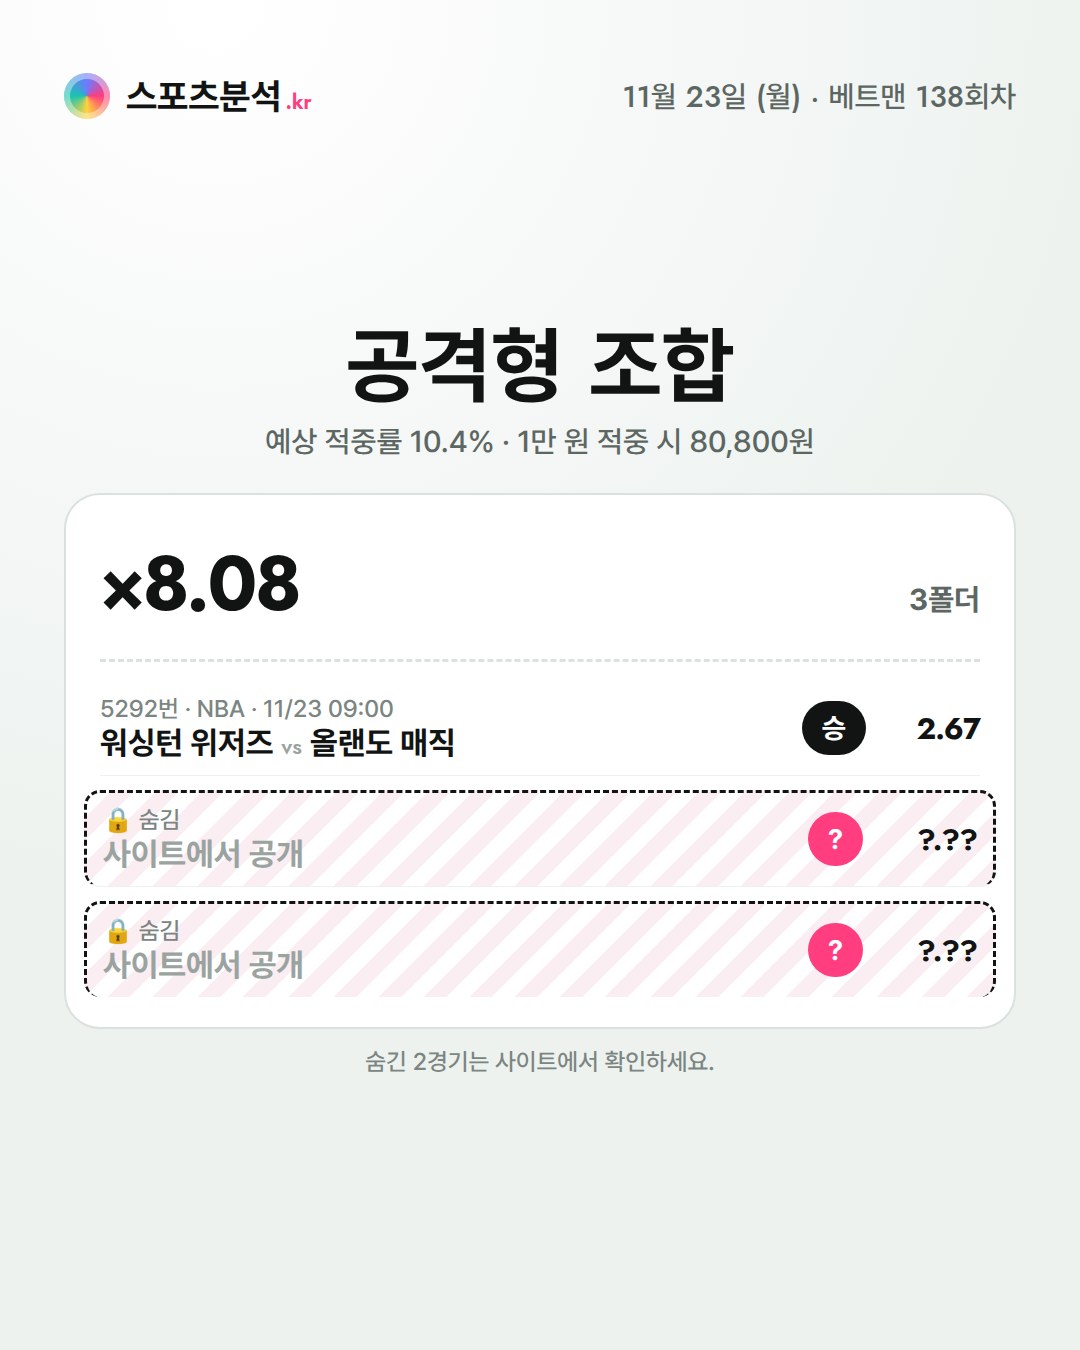 스포츠분석.kr
11월 23일 (월) · 베트맨 138회차
공격형 조합
예상 적중률 10.4% · 1만 원 적중 시 80,800원
×8.08
3폴더
5292번 · NBA · 11/23 09:00
워싱턴 위저즈 vs 올랜도 매직
승
2.67
🔒 숨김
사이트에서 공개
?
?.??
🔒 숨김
사이트에서 공개
?
?.??
숨긴 2경기는 사이트에서 확인하세요.